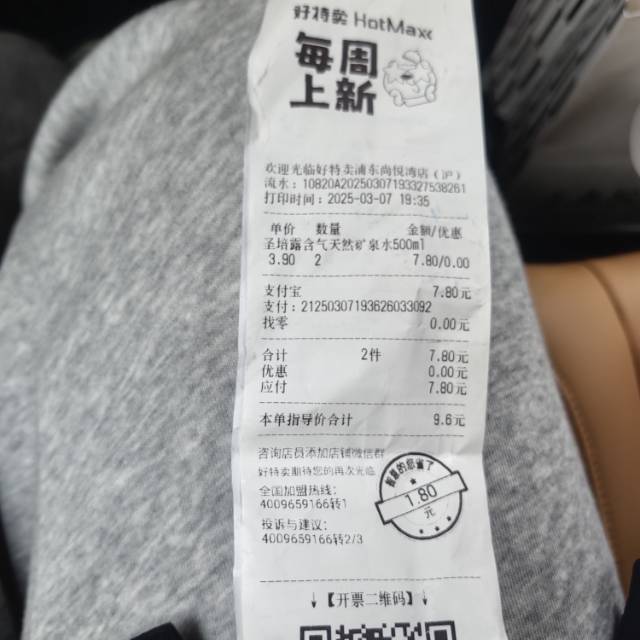 好特卖 HotMaxx
每周
上新
欢迎光临好特卖浦东尚悦湾店(沪)
流水：10820A20250307193327538261
打印时间：2025-03-07 19:35
单价 数量 金额/优惠
圣培露含气天然矿泉水500ml
3.90 2 7.80/0.00
支付宝 7.80元
支付：21250307193626033092
找零 0.00元
合计 2件 7.80元
优惠 0.00元
应付 7.80元
本单指导价合计 9.6元
咨询店员添加店铺微信群
好特卖期待您的再次光临
全国加盟热线：
4009659166转1
投诉与建议：
4009659166转2/3
的您省了
1.80
元
↓【开票二维码】↓